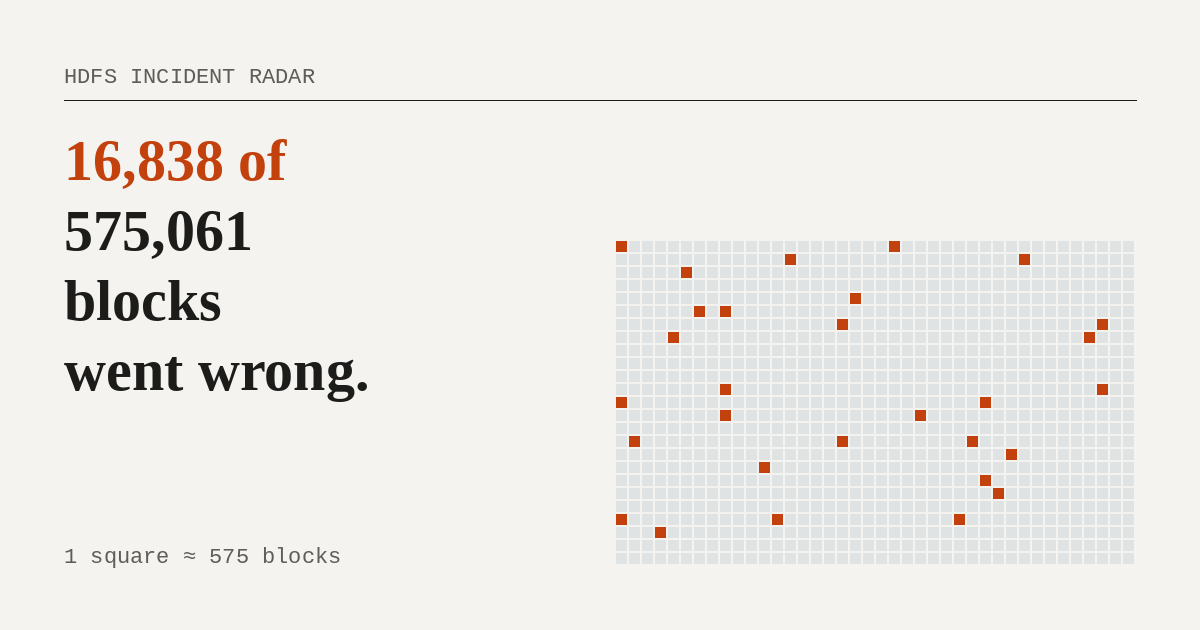 HDFS INCIDENT RADAR
16,838 of
575,061
blocks
went wrong.
1 square ≈ 575 blocks